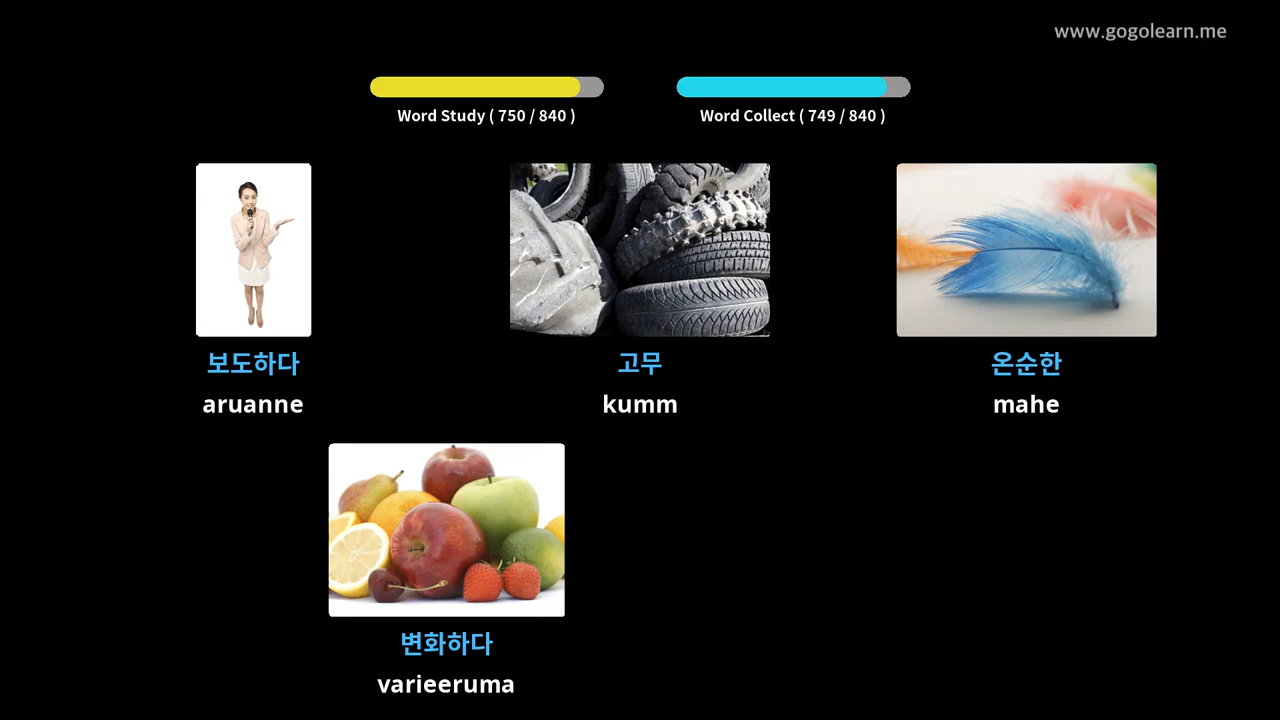 www.gogolearn.me
Word Study ( 750 / 840 )
Word Collect ( 749 / 840 )
보도하다
aruanne
고무
kumm
온순한
mahe
변화하다
varieeruma